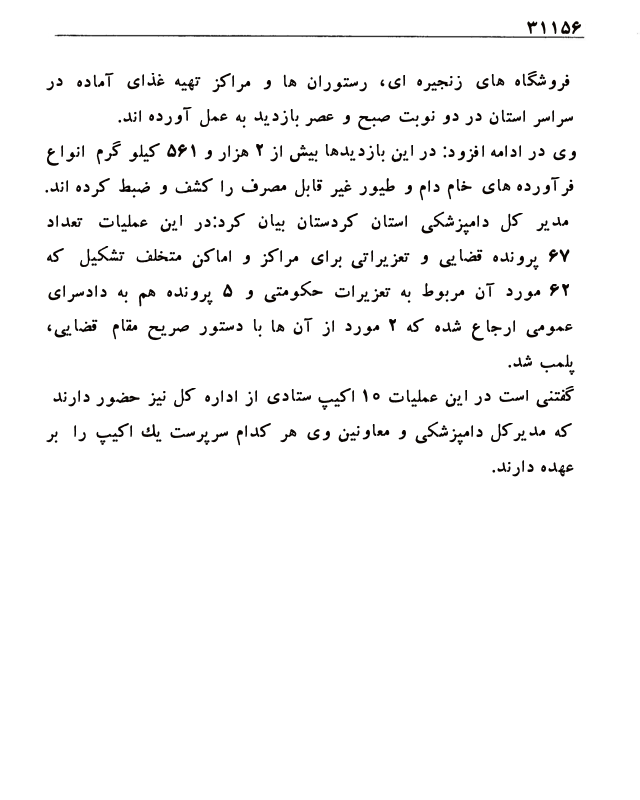 ۳۱۱۵۶
فروشگاه های زنجیره ای، رستوران ها و مراکز تهیه غذای آماده در
سراسر استان در دو نوبت صبح و عصر بازدید به عمل آورده اند.
وی در ادامه افزود: در این بازدیدها بیش از ۲ هزار و ۵۶۱ کیلو گرم انواع
فرآورده های خام دام و طیور غیر قابل مصرف را کشف و ضبط کرده اند.
مدیر کل دامپزشکی استان کردستان بیان کرد:در این عملیات تعداد
۶۷ پرونده قضایی و تعزیراتی برای مراکز و اماکن متخلف تشکیل که
۶۲ مورد آن مربوط به تعزیرات حکومتی و ۵ پرونده هم به دادسرای
عمومی ارجاع شده که ۲ مورد از آن ها با دستور صریح مقام قضایی،
پلمب شد.
گفتنی است در این عملیات ۱۰ اکیپ ستادی از اداره کل نیز حضور دارند
که مدیرکل دامپزشکی و معاونین وی هر کدام سرپرست یك اکیپ را بر
عهده دارند.